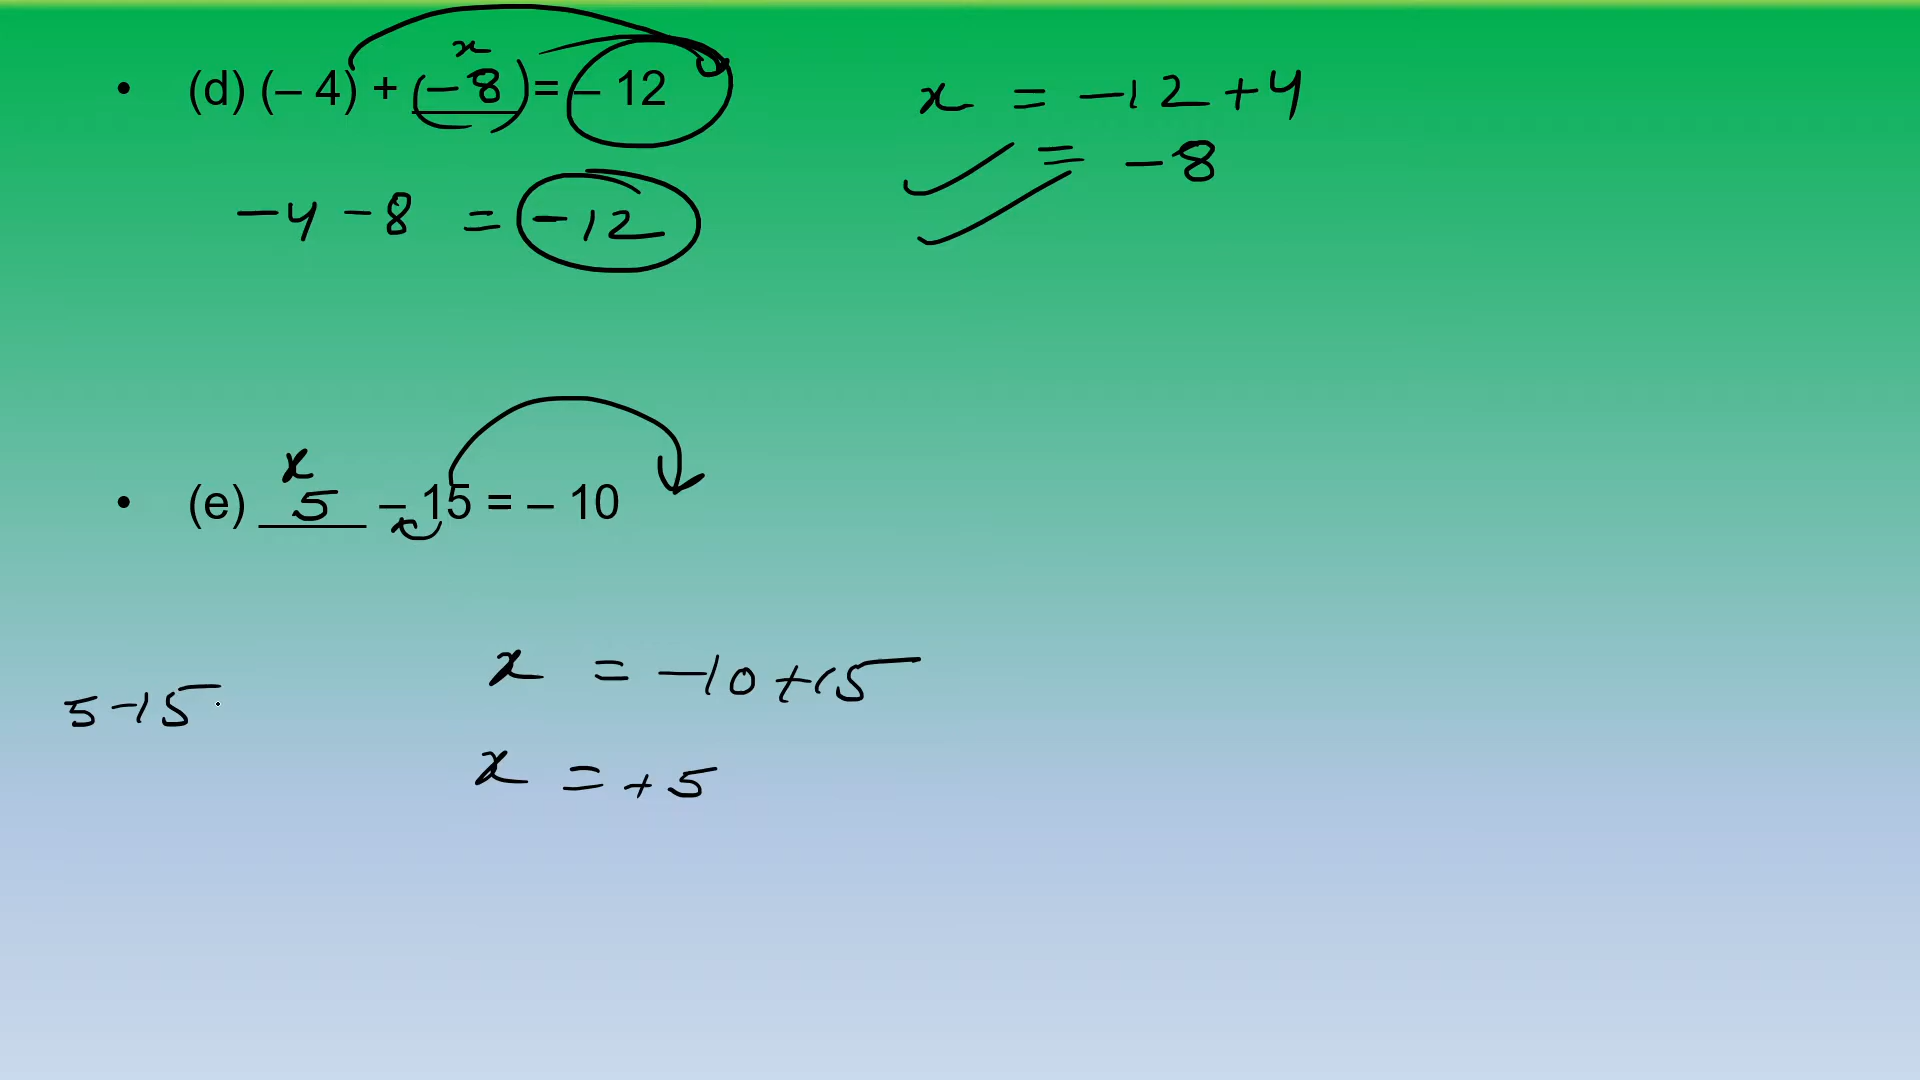 x
• (d) (– 4) + (–8) = – 12
x = –12 + 4
= –8
–4 –8 = –12
x
• (e) 5 – 15 = – 10
x = –10 + 15
5 –15
x = +5